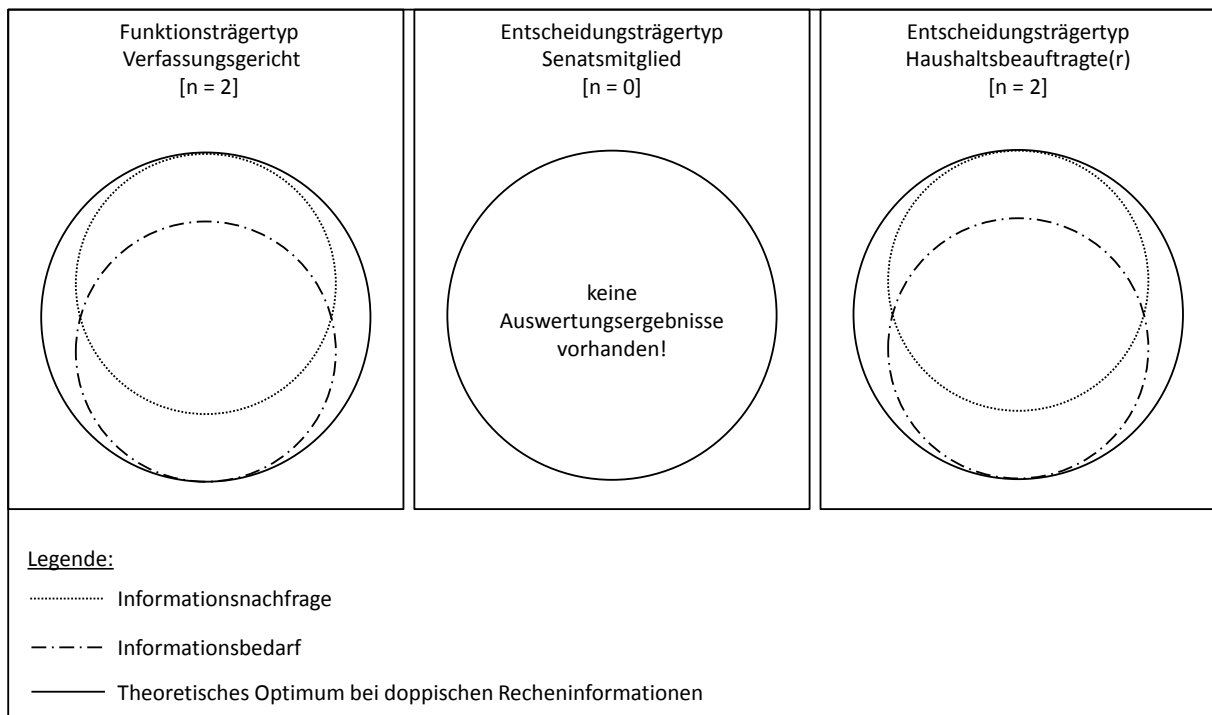 Funktionsträgertyp
Verfassungsgericht
[n = 2]
Entscheidungsträgertyp
Senatsmitglied
[n = 0]
keine
Auswertungsergebnisse
vorhanden!
Entscheidungsträgertyp
Haushaltsbeauftragte(r)
[n = 2]
Legende:
Informationsnachfrage
Informationsbedarf
Theoretisches Optimum bei doppischen Recheninformationen